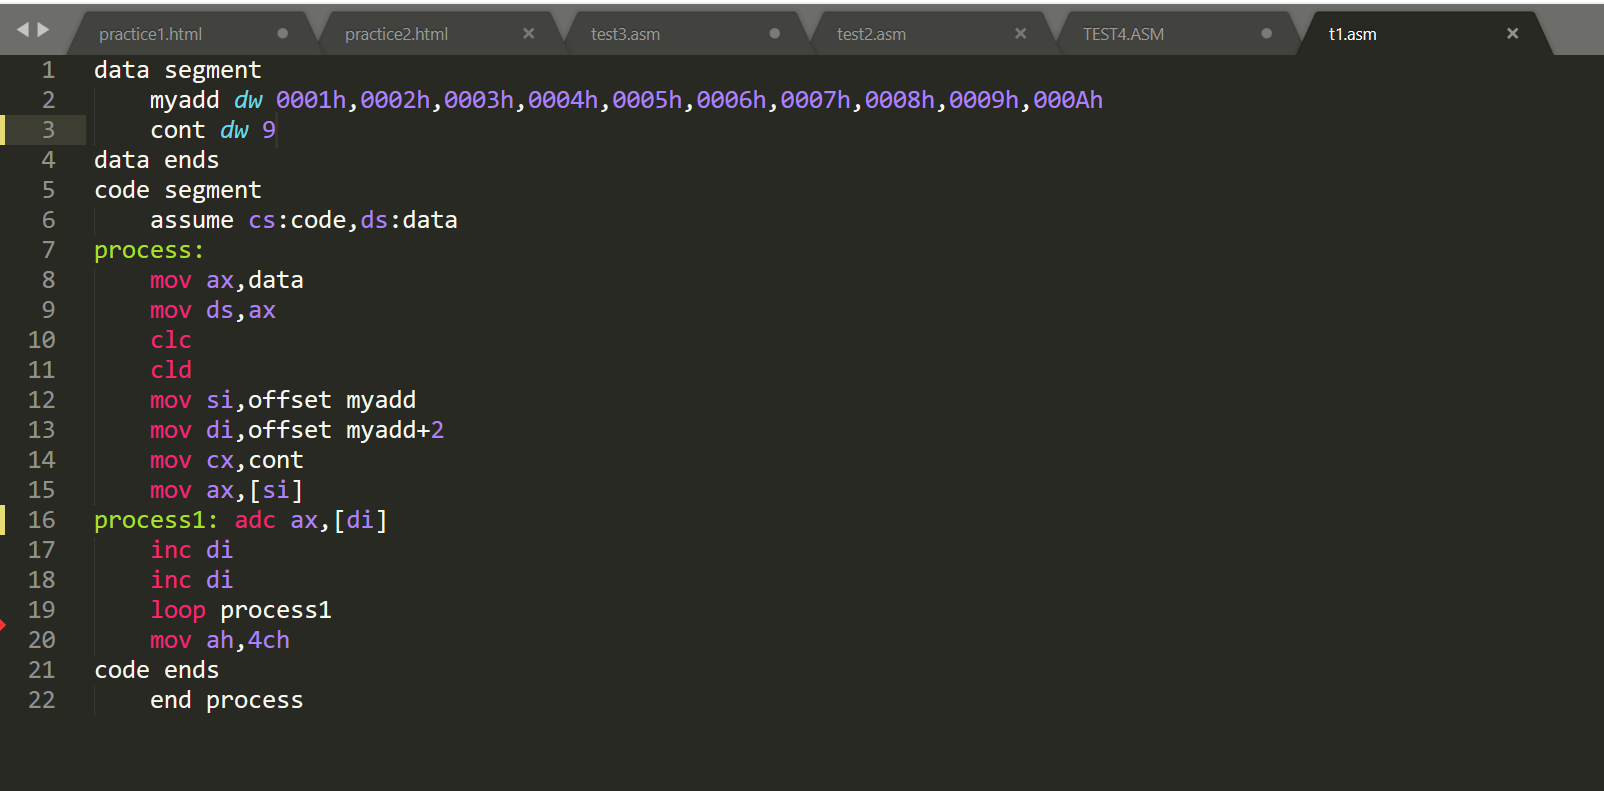 practice1.html practice2.html test3.asm test2.asm TEST4.ASM t1.asm
1 data segment
2 myadd dw 0001h,0002h,0003h,0004h,0005h,0006h,0007h,0008h,0009h,000Ah
3 cont dw 9
4 data ends
5 code segment
6 assume cs:code,ds:data
7 process:
8 mov ax,data
9 mov ds,ax
10 clc
11 cld
12 mov si,offset myadd
13 mov di,offset myadd+2
14 mov cx,cont
15 mov ax,[si]
16 process1: adc ax,[di]
17 inc di
18 inc di
19 loop process1
20 mov ah,4ch
21 code ends
22 end process